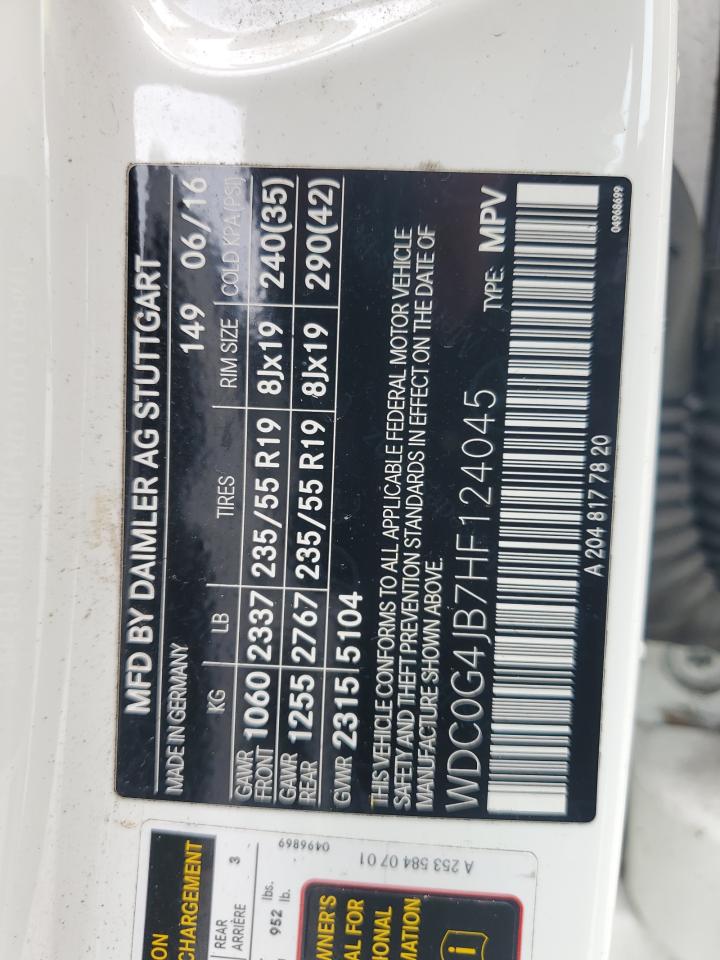 MFD BY DAIMLER AG STUTTGART
MADE IN GERMANY 149 06/16
KG LB TIRES RIM SIZE COLD KPA(PSI)
GAWR FRONT 1060 2337 235/55 R19 8Jx19 240(35)
GAWR REAR 1255 2767 235/55 R19 8Jx19 290(42)
GVWR 2315 5104
THIS VEHICLE CONFORMS TO ALL APPLICABLE FEDERAL MOTOR VEHICLE
SAFETY AND THEFT PREVENTION STANDARDS IN EFFECT ON THE DATE OF
MANUFACTURE SHOWN ABOVE.
WDC0G4JB7HF124045 TYPE: MPV
A 204 817 78 20
04968699
CHARGEMENT
REAR
ARRIÈRE 3
952 lbs.
lb.
0496869
A 253 584 07 01